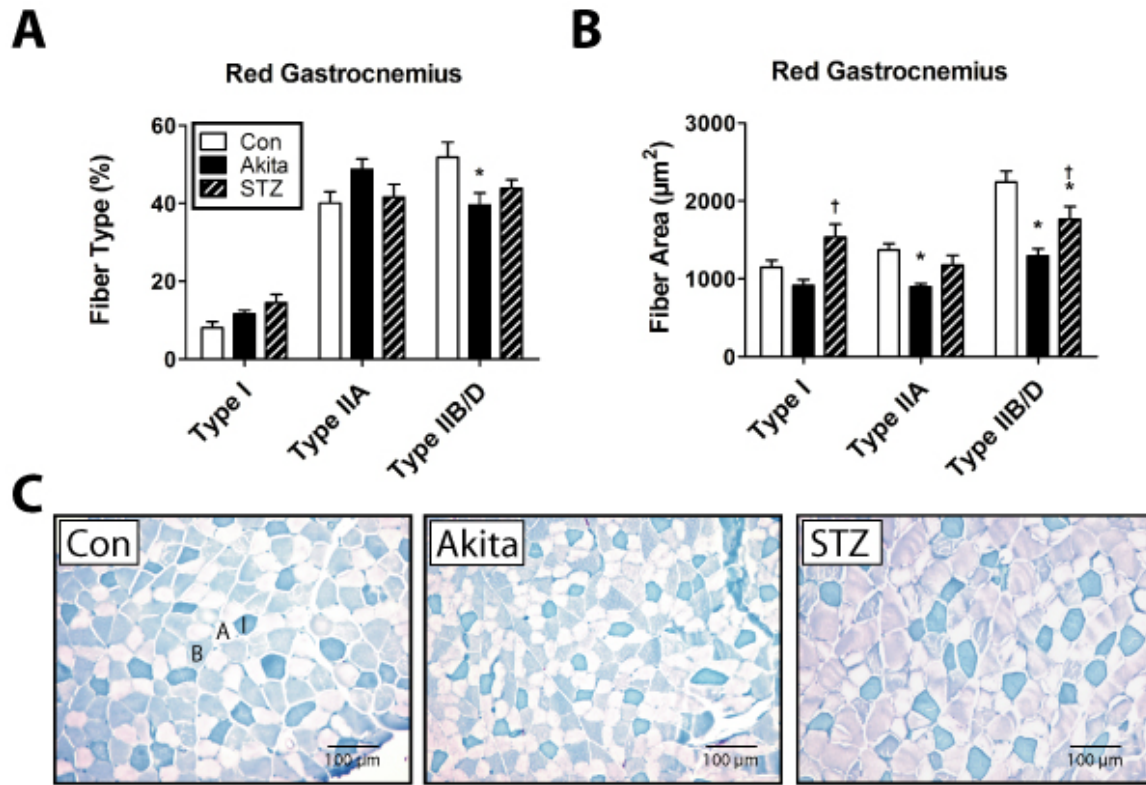 A
Red Gastrocnemius
Fiber Type (%)
60
40
20
0
Con
Akita
STZ
*
Type I
Type IIA
Type IIB/D
B
Red Gastrocnemius
Fiber Area (µm²)
3000
2000
1000
0
†
*
*
†
*
Type I
Type IIA
Type IIB/D
C
Con
A I
B
100 µm
Akita
100 µm
STZ
100 µm